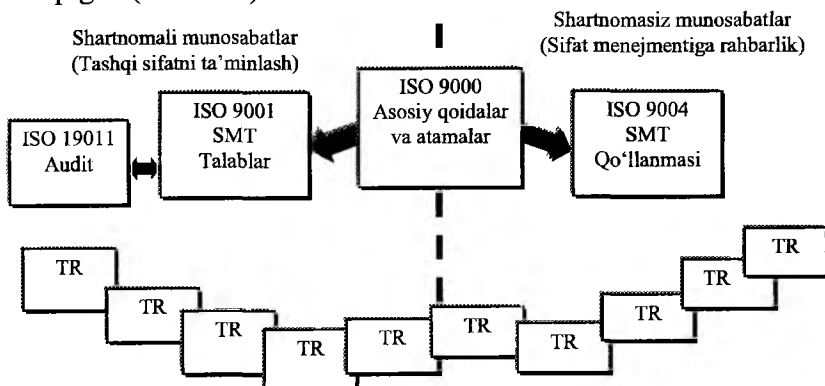 Shartnomali munosabatlar
(Tashqi sifatni ta’minlash)
Shartnomasiz munosabatlar
(Sifat menejmentiga rahbarlik)
ISO 19011
Audit
ISO 9001
SMT
Talablar
ISO 9000
Asosiy qoidalar
va atamalar
ISO 9004
SMT
Qo‘llanmasi
TR
TR
TR
TR
TR
TR
TR
TR
TR
TR